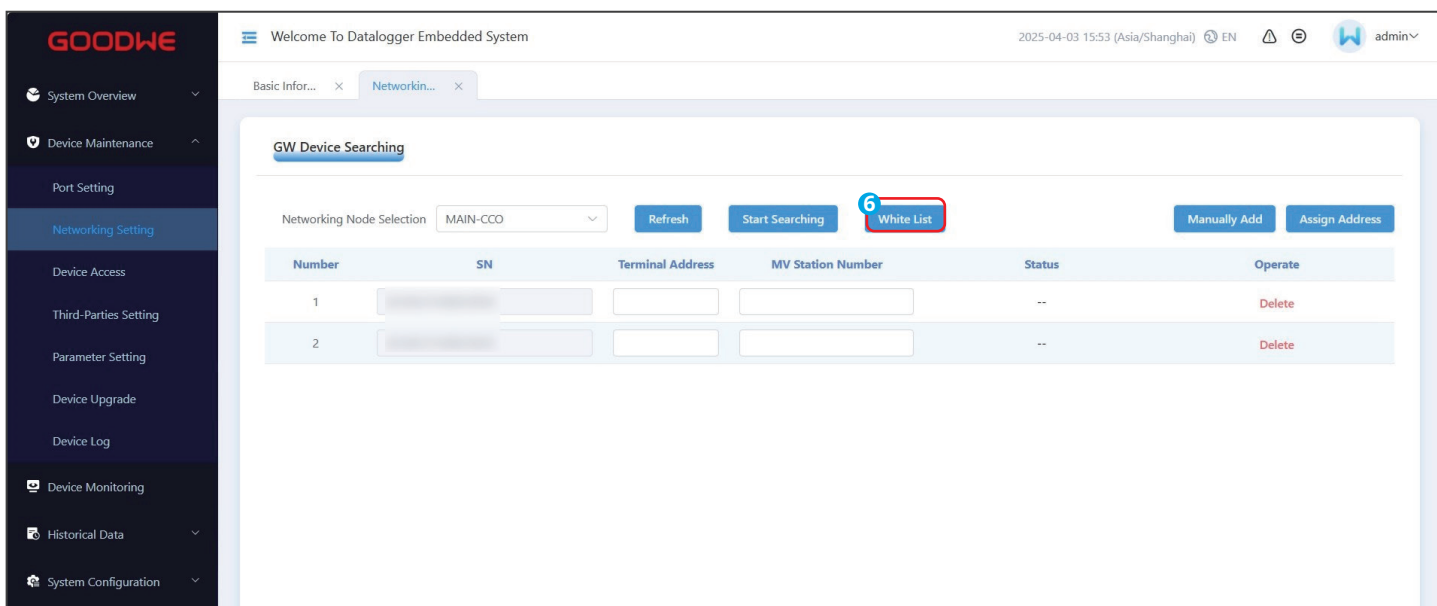 GOODWE
Welcome To Datalogger Embedded System
2025-04-03 15:53 (Asia/Shanghai) EN
admin
System Overview
Device Maintenance
Port Setting
Networking Setting
Device Access
Third-Parties Setting
Parameter Setting
Device Upgrade
Device Log
Device Monitoring
Historical Data
System Configuration
Basic Infor... ×
Networkin... ×
GW Device Searching
Networking Node Selection MAIN-CCO Refresh Start Searching 6 White List Manually Add Assign Address
Number SN Terminal Address MV Station Number Status Operate
1 -- Delete
2 -- Delete